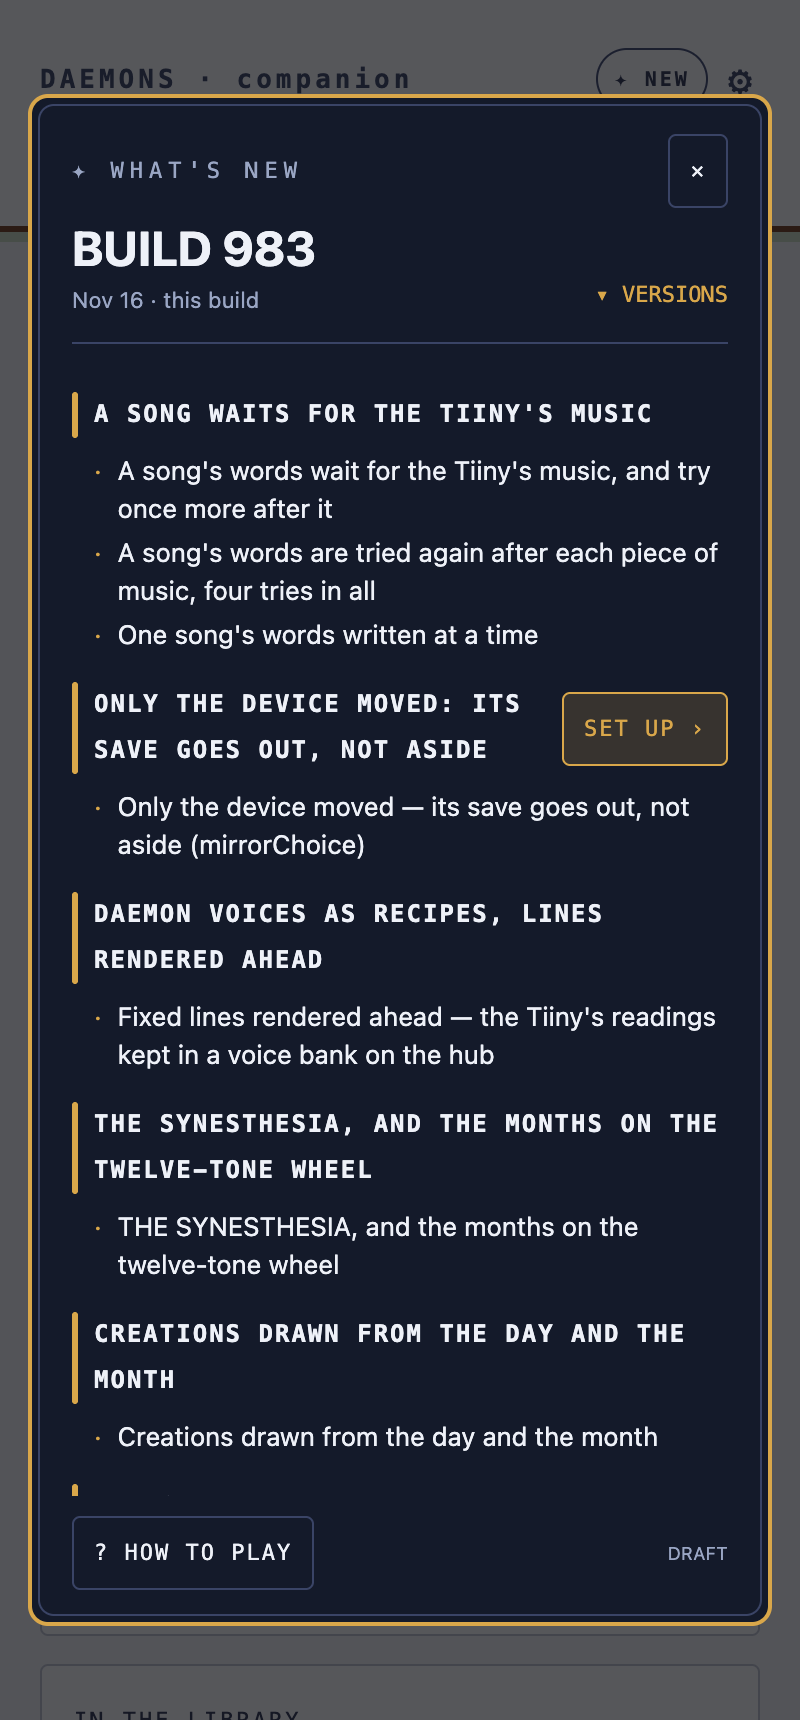 DAEMONS · companion
✦ NEW ⚙
✦ WHAT'S NEW
×
BUILD 983
Nov 16 · this build
▼ VERSIONS
A SONG WAITS FOR THE TIINY'S MUSIC
· A song's words wait for the Tiiny's music, and try
once more after it
· A song's words are tried again after each piece of
music, four tries in all
· One song's words written at a time
ONLY THE DEVICE MOVED: ITS
SAVE GOES OUT, NOT ASIDE
SET UP ›
· Only the device moved — its save goes out, not
aside (mirrorChoice)
DAEMON VOICES AS RECIPES, LINES
RENDERED AHEAD
· Fixed lines rendered ahead — the Tiiny's readings
kept in a voice bank on the hub
THE SYNESTHESIA, AND THE MONTHS ON THE
TWELVE-TONE WHEEL
· THE SYNESTHESIA, and the months on the
twelve-tone wheel
CREATIONS DRAWN FROM THE DAY AND THE
MONTH
· Creations drawn from the day and the month
? HOW TO PLAY
DRAFT
IN THE LIBRARY